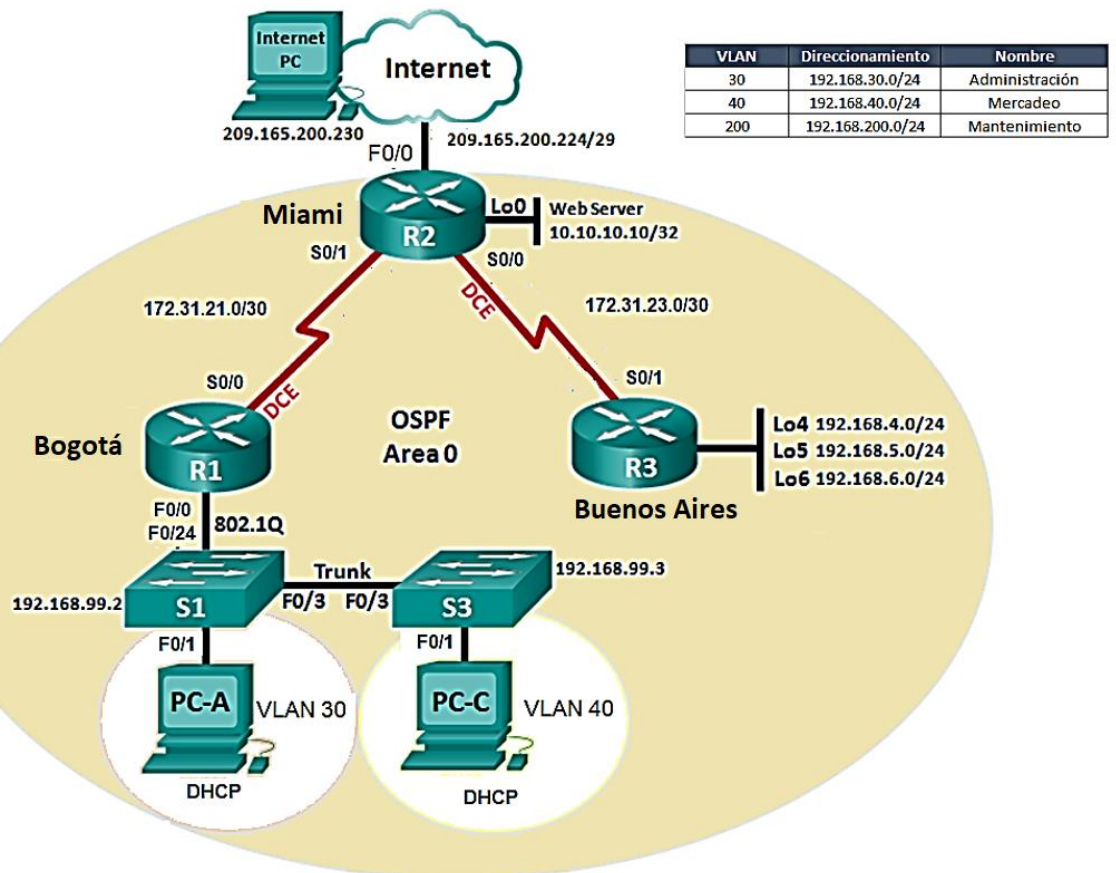 Internet
PC
Internet
209.165.200.230
209.165.200.224/29
F0/0
VLAN Direccionamiento Nombre
30 192.168.30.0/24 Administración
40 192.168.40.0/24 Mercadeo
200 192.168.200.0/24 Mantenimiento
Miami
R2
Lo0
Web Server
10.10.10.10/32
S0/1
S0/0
DCE
172.31.21.0/30
172.31.23.0/30
S0/0
DCE
S0/1
OSPF
Area 0
Bogotá
R1
R3
Buenos Aires
Lo4 192.168.4.0/24
Lo5 192.168.5.0/24
Lo6 192.168.6.0/24
F0/0
F0/24
802.1Q
Trunk
192.168.99.2
S1
F0/3
F0/3
S3
192.168.99.3
F0/1
F0/1
PC-A
VLAN 30
DHCP
PC-C
VLAN 40
DHCP